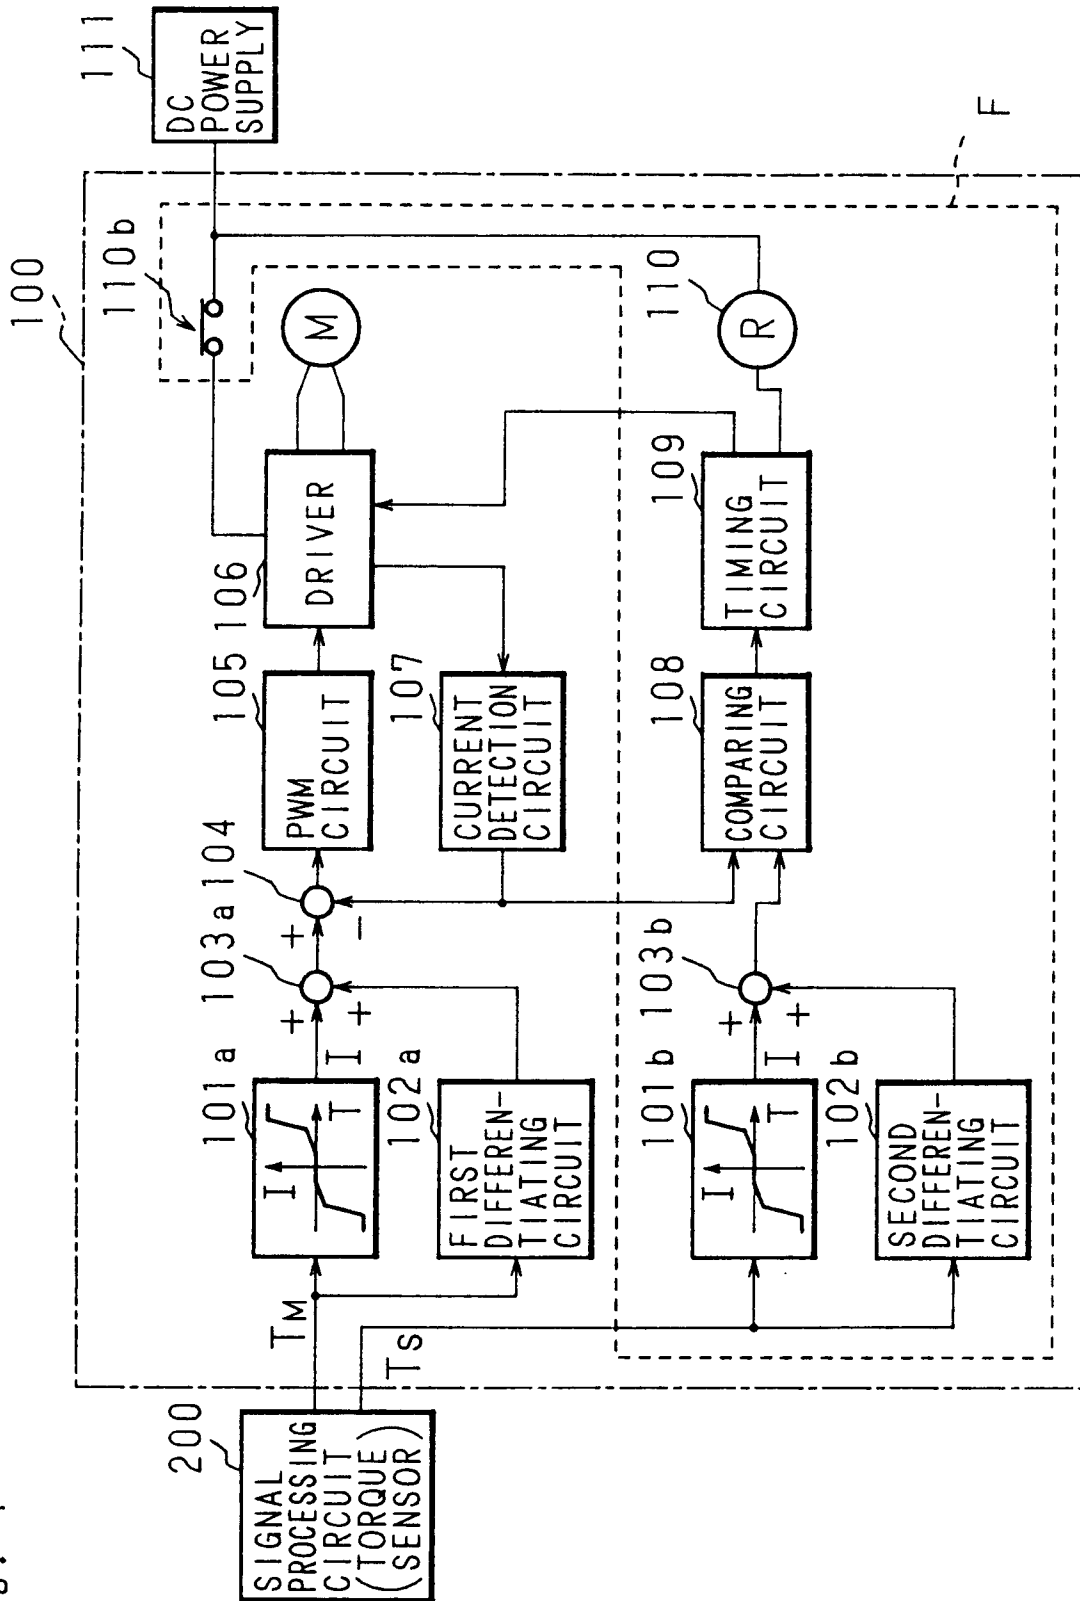 100
110b
111
DC
POWER
SUPPLY
F
M
110
R
106
DRIVER
105
PWM
CIRCUIT
107
CURRENT
DETECTION
CIRCUIT
109
TIMING
CIRCUIT
108
COMPARING
CIRCUIT
104
+
-
103a
+
+
101a
I
T
I
102a
FIRST
DIFFEREN-
TIATING
CIRCUIT
103b
+
+
101b
I
T
I
102b
SECOND
DIFFEREN-
TIATING
CIRCUIT
TM
TS
200
SIGNAL
PROCESSING
CIRCUIT
(TORQUE
SENSOR)